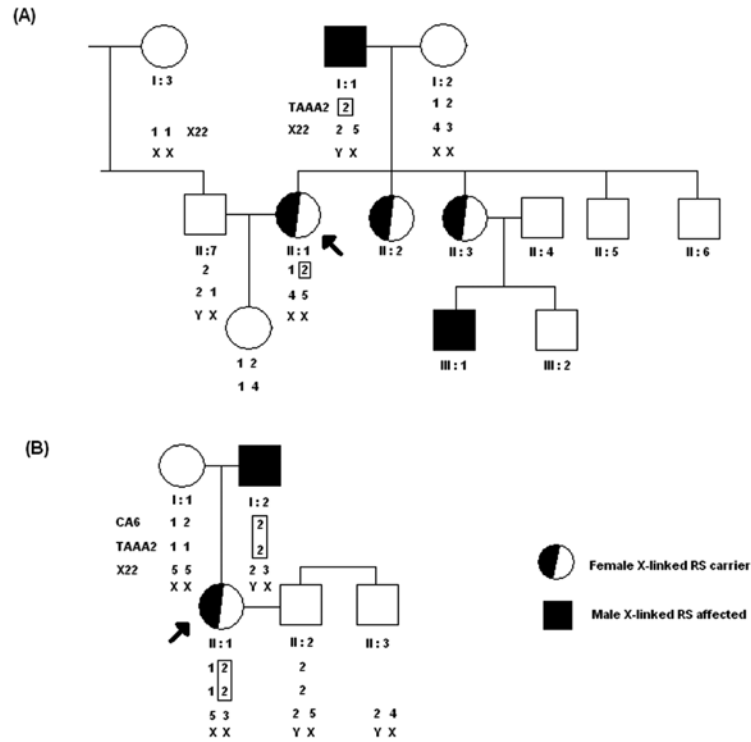 (A)
I : 3
I : 1
I : 2
TAAA2 2
1 2
1 1 X22
X22 2 5
4 3
X X
Y X
X X
II : 7
II : 1
II : 2
II : 3
II : 4
II : 5
II : 6
2
1 2
2 1
4 5
Y X
X X
1 2
1 4
III : 1
III : 2
(B)
I : 1
I : 2
CA6 1 2 2
TAAA2 1 1 2
X22 5 5 2 3
X X Y X
Female X-linked RS carrier
Male X-linked RS affected
II : 1
II : 2
II : 3
1 2 2
1 2 2
5 3 2 5 2 4
X X Y X Y X